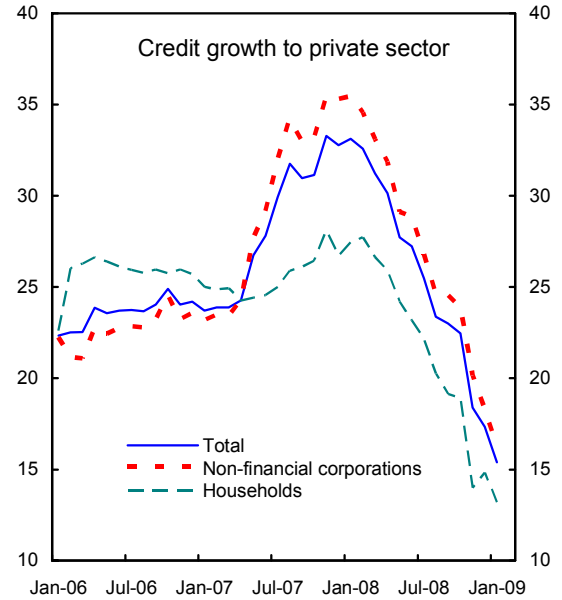 40 40
Credit growth to private sector
35 35
30 30
25 25
20 20
Total
15 15
Non-financial corporations
Households
10 10
Jan-06 Jul-06 Jan-07 Jul-07 Jan-08 Jul-08 Jan-09